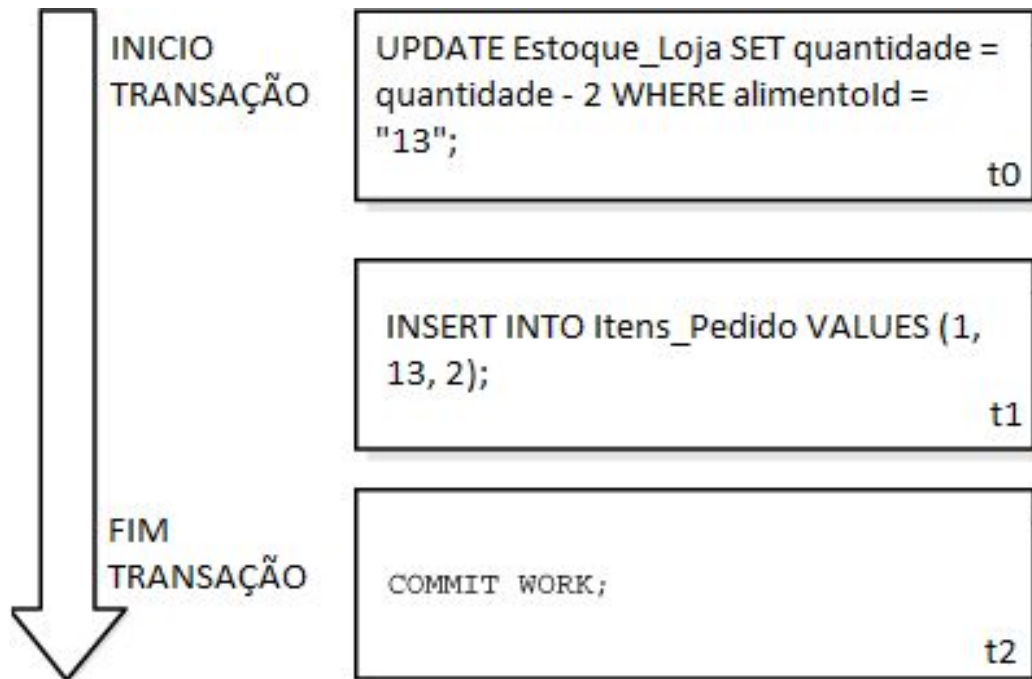 INICIO
TRANSAÇÃO
UPDATE Estoque_Loja SET quantidade =
quantidade - 2 WHERE alimentoId =
"13";
t0
INSERT INTO Itens_Pedido VALUES (1,
13, 2);
t1
FIM
TRANSAÇÃO
COMMIT WORK;
t2